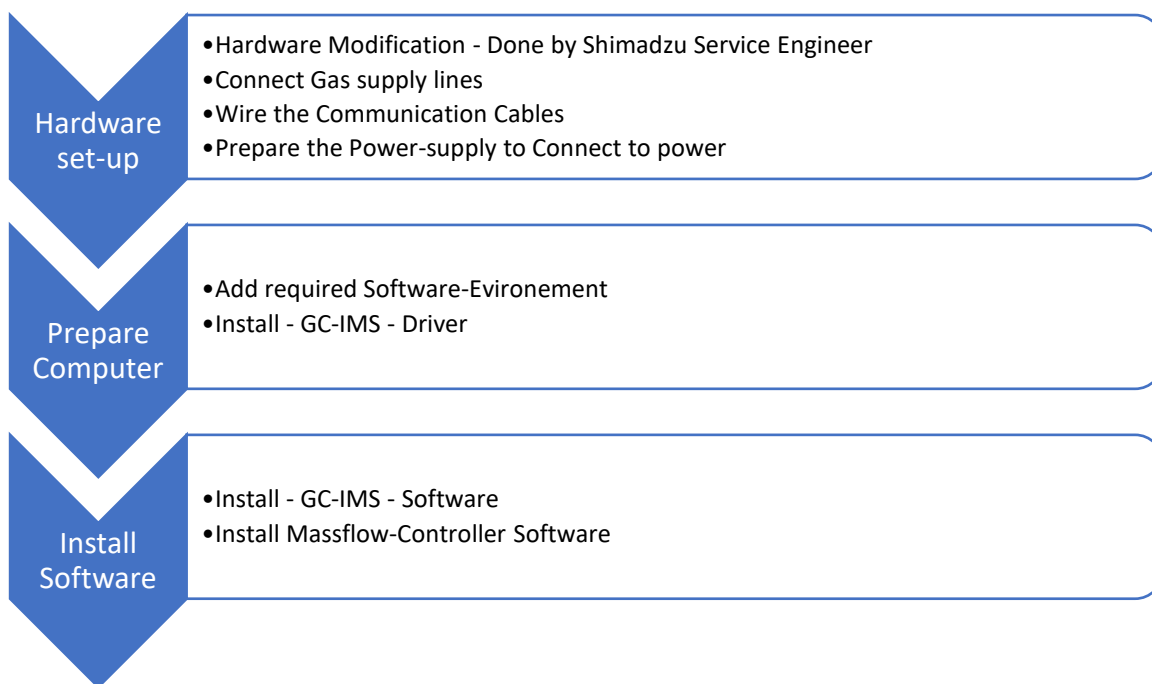 Hardware
set-up
•Hardware Modification - Done by Shimadzu Service Engineer
•Connect Gas supply lines
•Wire the Communication Cables
•Prepare the Power-supply to Connect to power
Prepare
Computer
•Add required Software-Evironement
•Install - GC-IMS - Driver
Install
Software
•Install - GC-IMS - Software
•Install Massflow-Controller Software